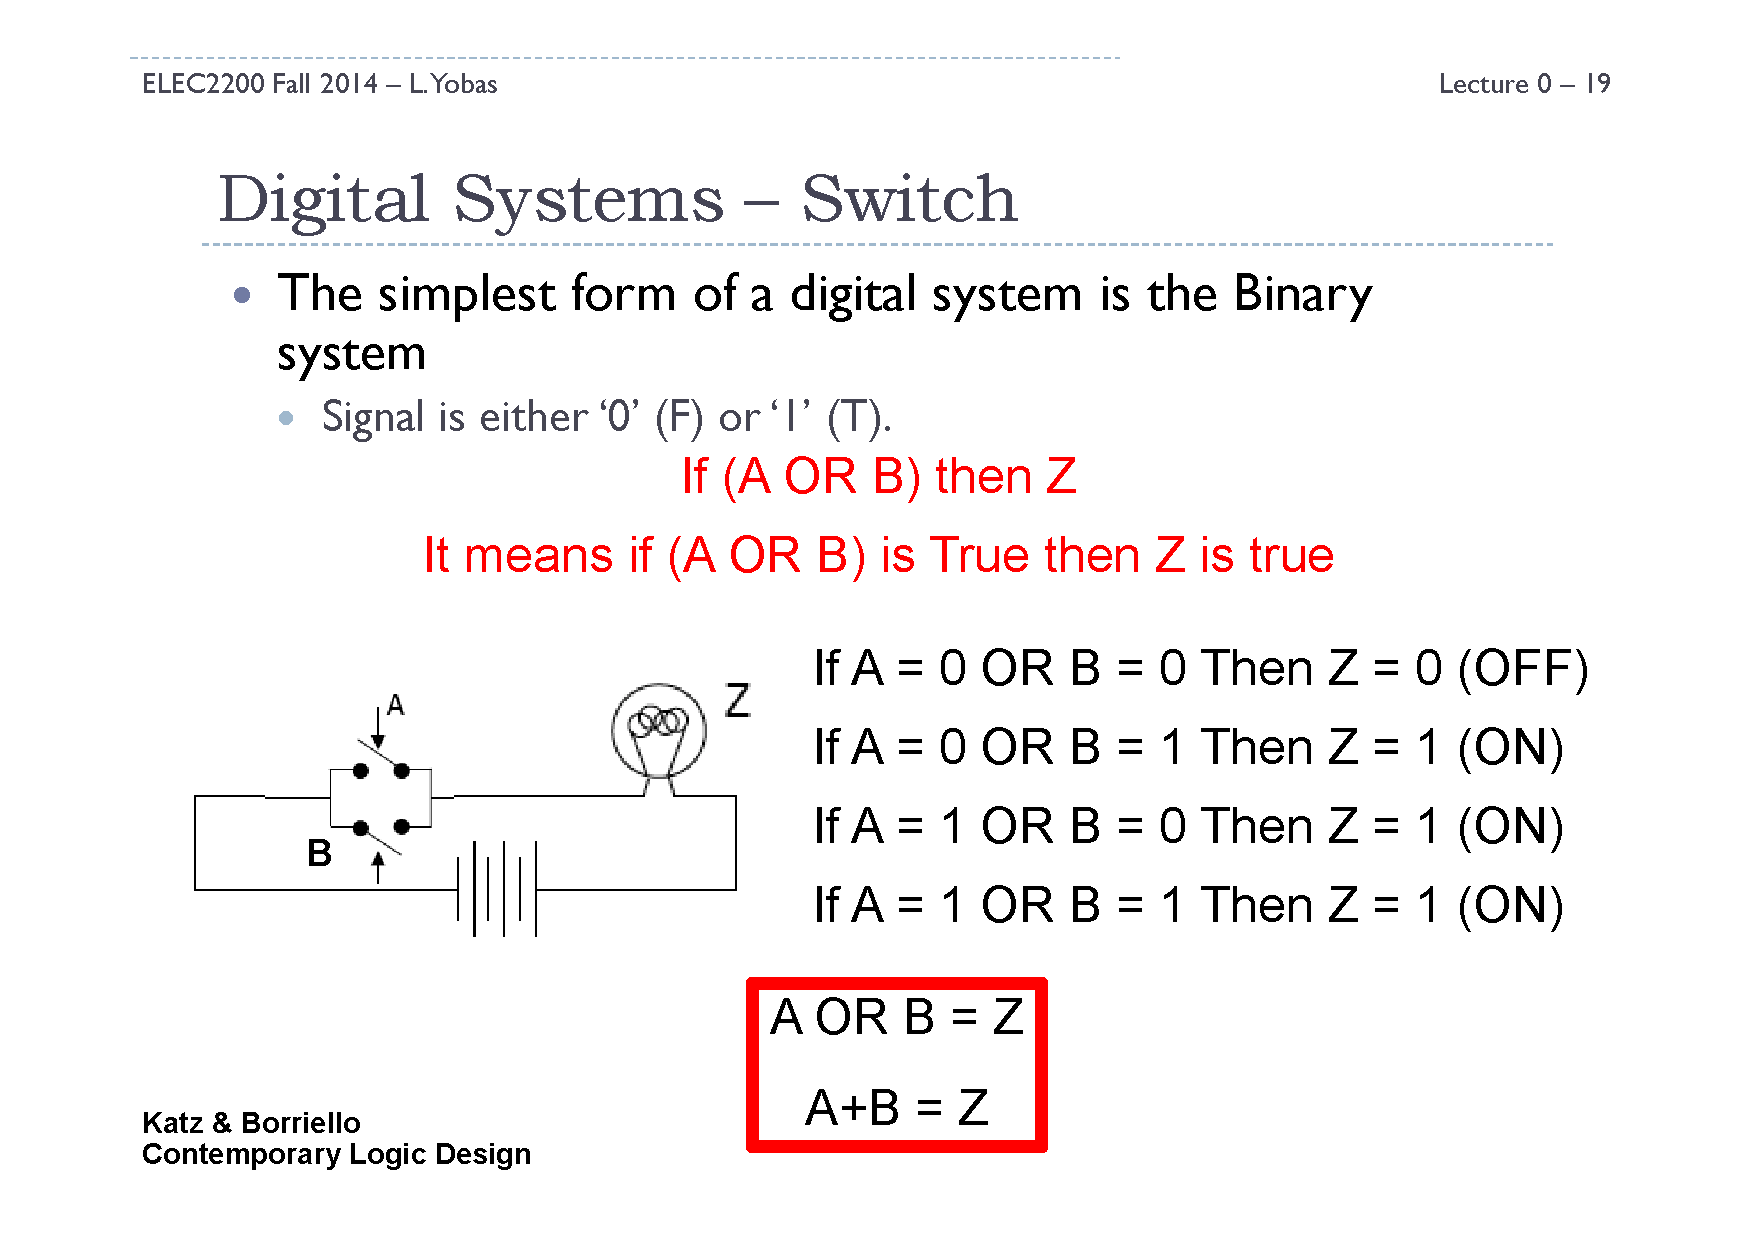 ELEC2200 Fall 2014 – L.Yobas
Lecture 0 – 19
Digital Systems – Switch
• The simplest form of a digital system is the Binary
system
• Signal is either ‘0’ (F) or ‘1’ (T).
If (A OR B) then Z
It means if (A OR B) is True then Z is true
If A = 0 OR B = 0 Then Z = 0 (OFF)
If A = 0 OR B = 1 Then Z = 1 (ON)
If A = 1 OR B = 0 Then Z = 1 (ON)
If A = 1 OR B = 1 Then Z = 1 (ON)
A
Z
B
A OR B = Z
A+B = Z
Katz & Borriello
Contemporary Logic Design